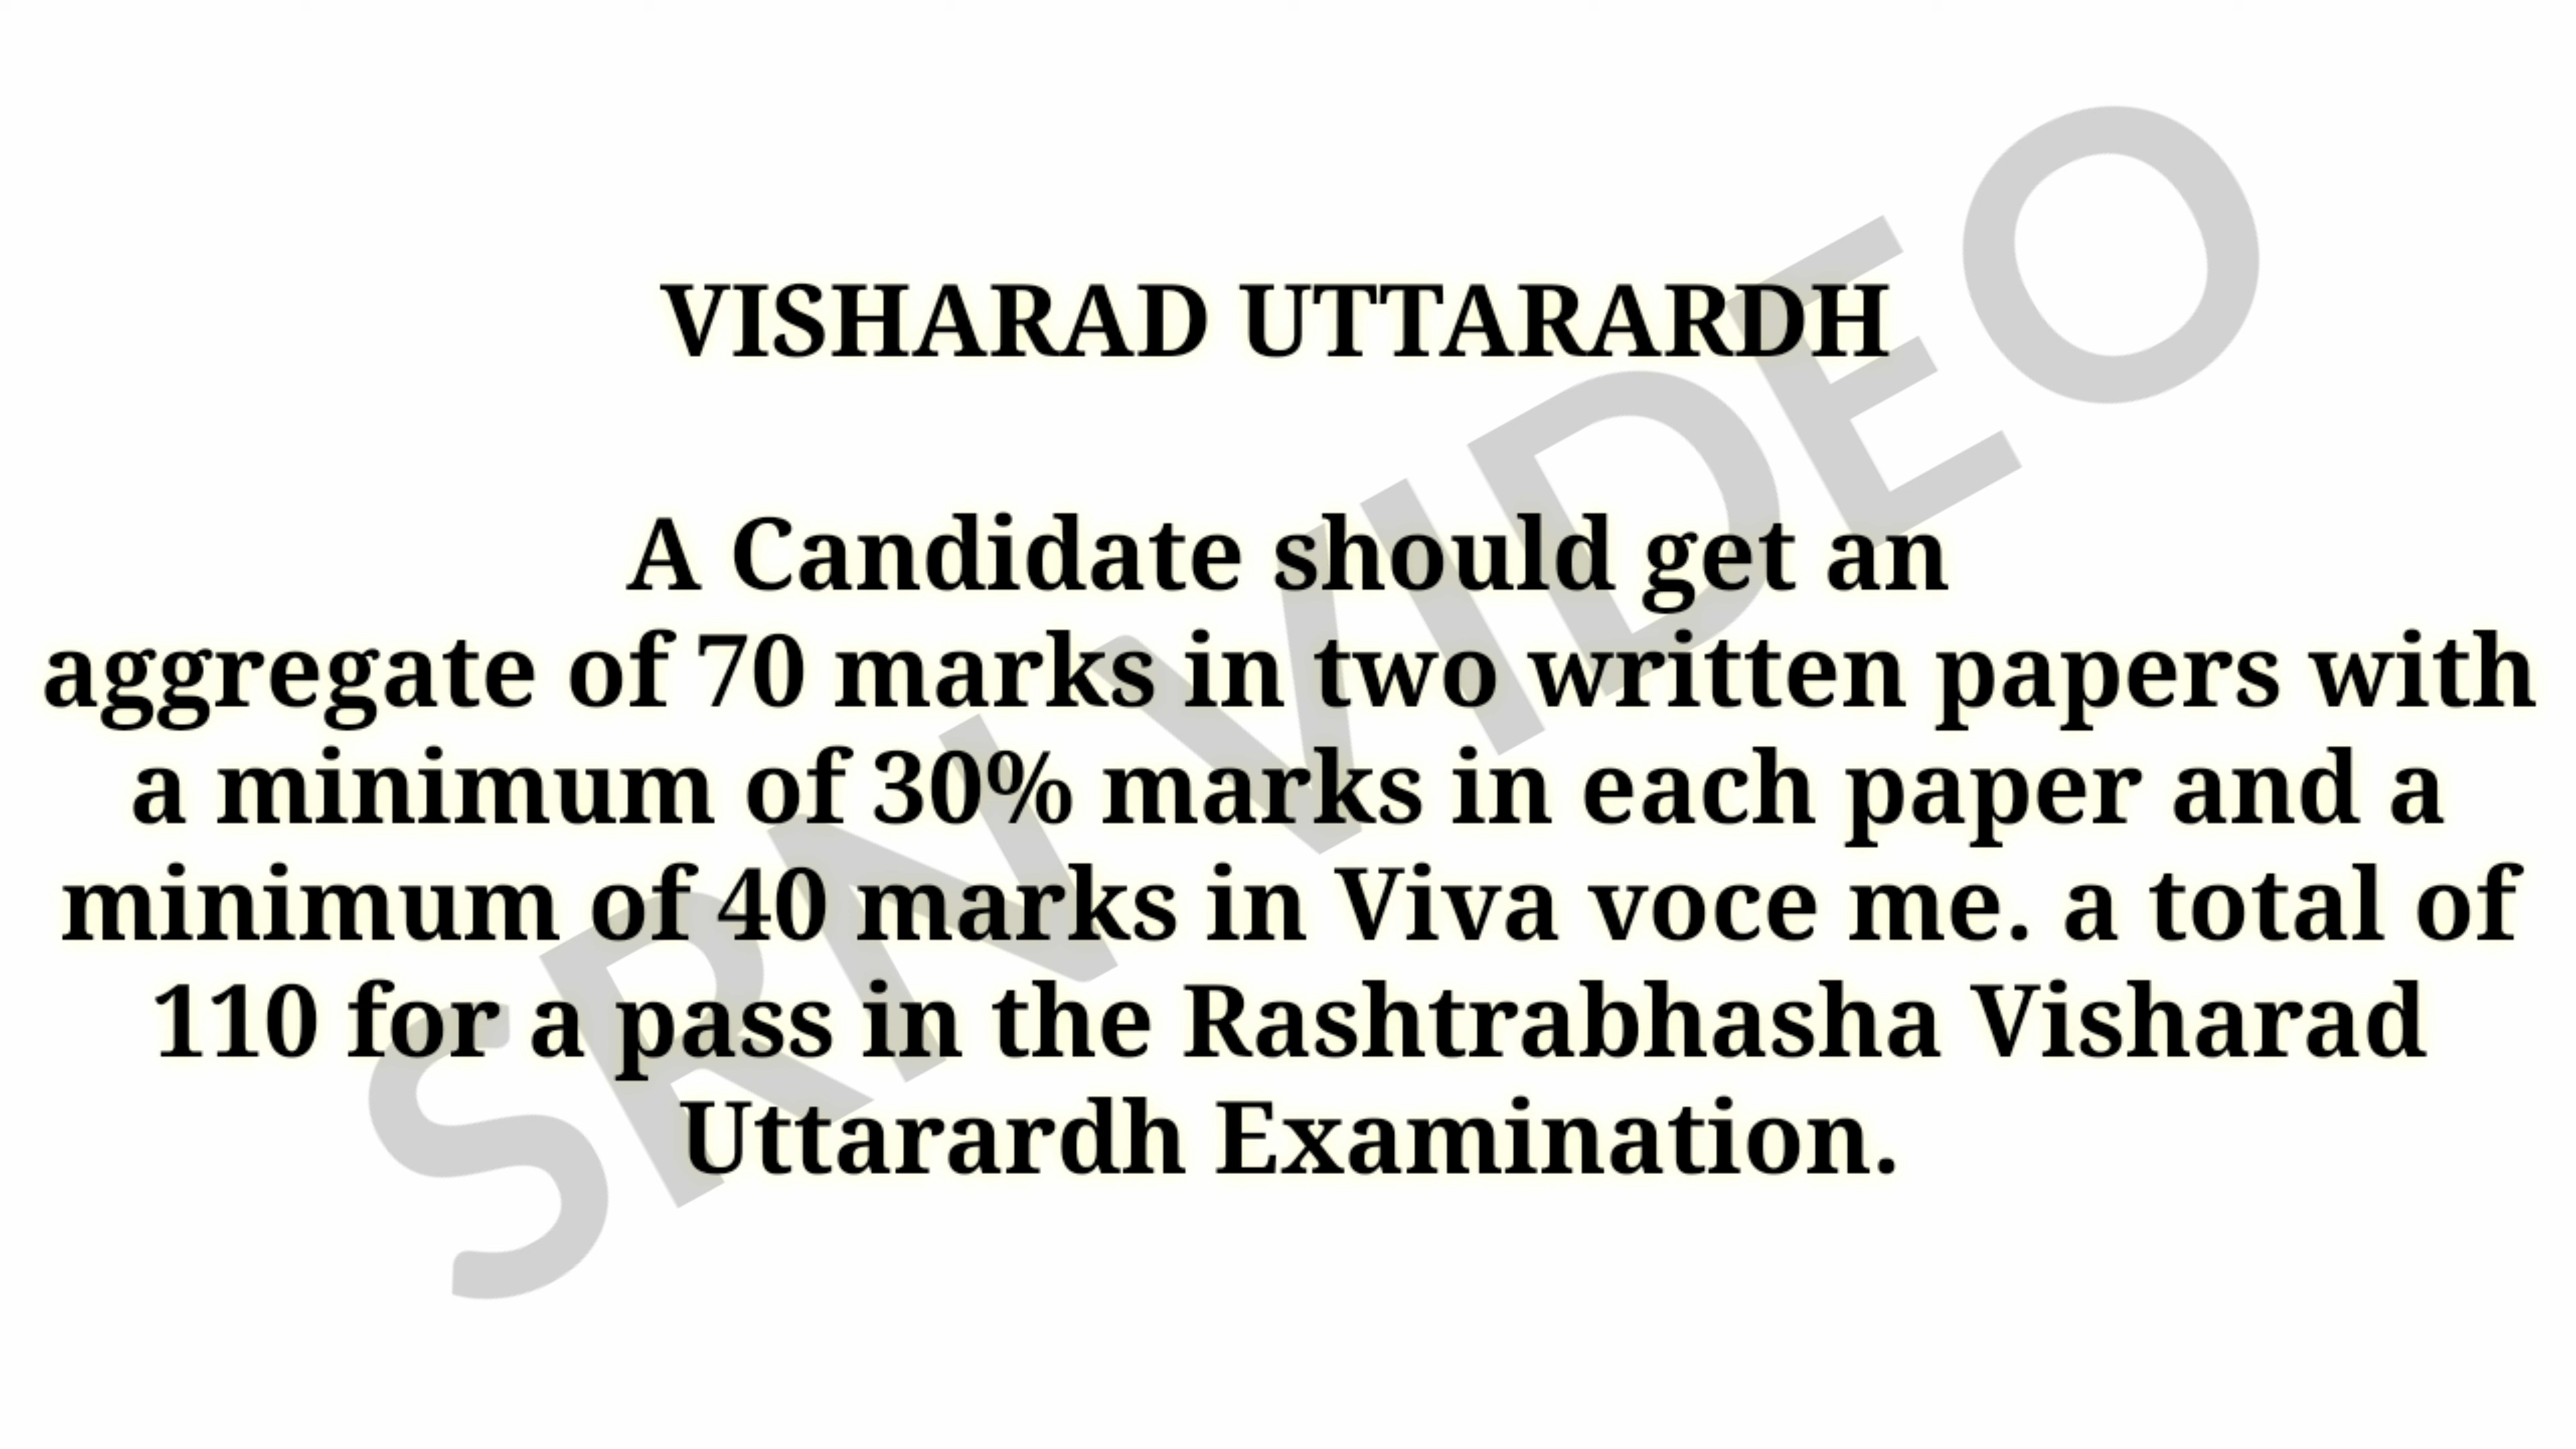 VISHARAD UTTARARDH
A Candidate should get an
aggregate of 70 marks in two written papers with
a minimum of 30% marks in each paper and a
minimum of 40 marks in Viva voce me. a total of
110 for a pass in the Rashtrabhasha Visharad
Uttarardh Examination.
SRN VIDEO